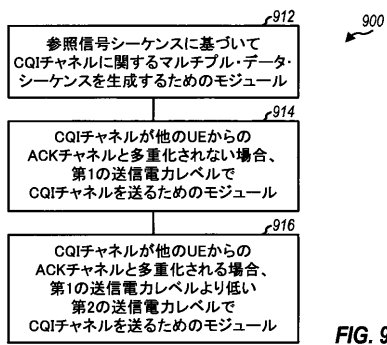 912
900
参照信号シーケンスに基づいて
CQIチャネルに関するマルチプル・データ・
シーケンスを生成するためのモジュール
914
CQIチャネルが他のUEからの
ACKチャネルと多重化されない場合、
第1の送信電力レベルで
CQIチャネルを送るためのモジュール
916
CQIチャネルが他のUEからの
ACKチャネルと多重化される場合、
第1の送信電力レベルより低い
第2の送信電力レベルで
CQIチャネルを送るためのモジュール
FIG. 9